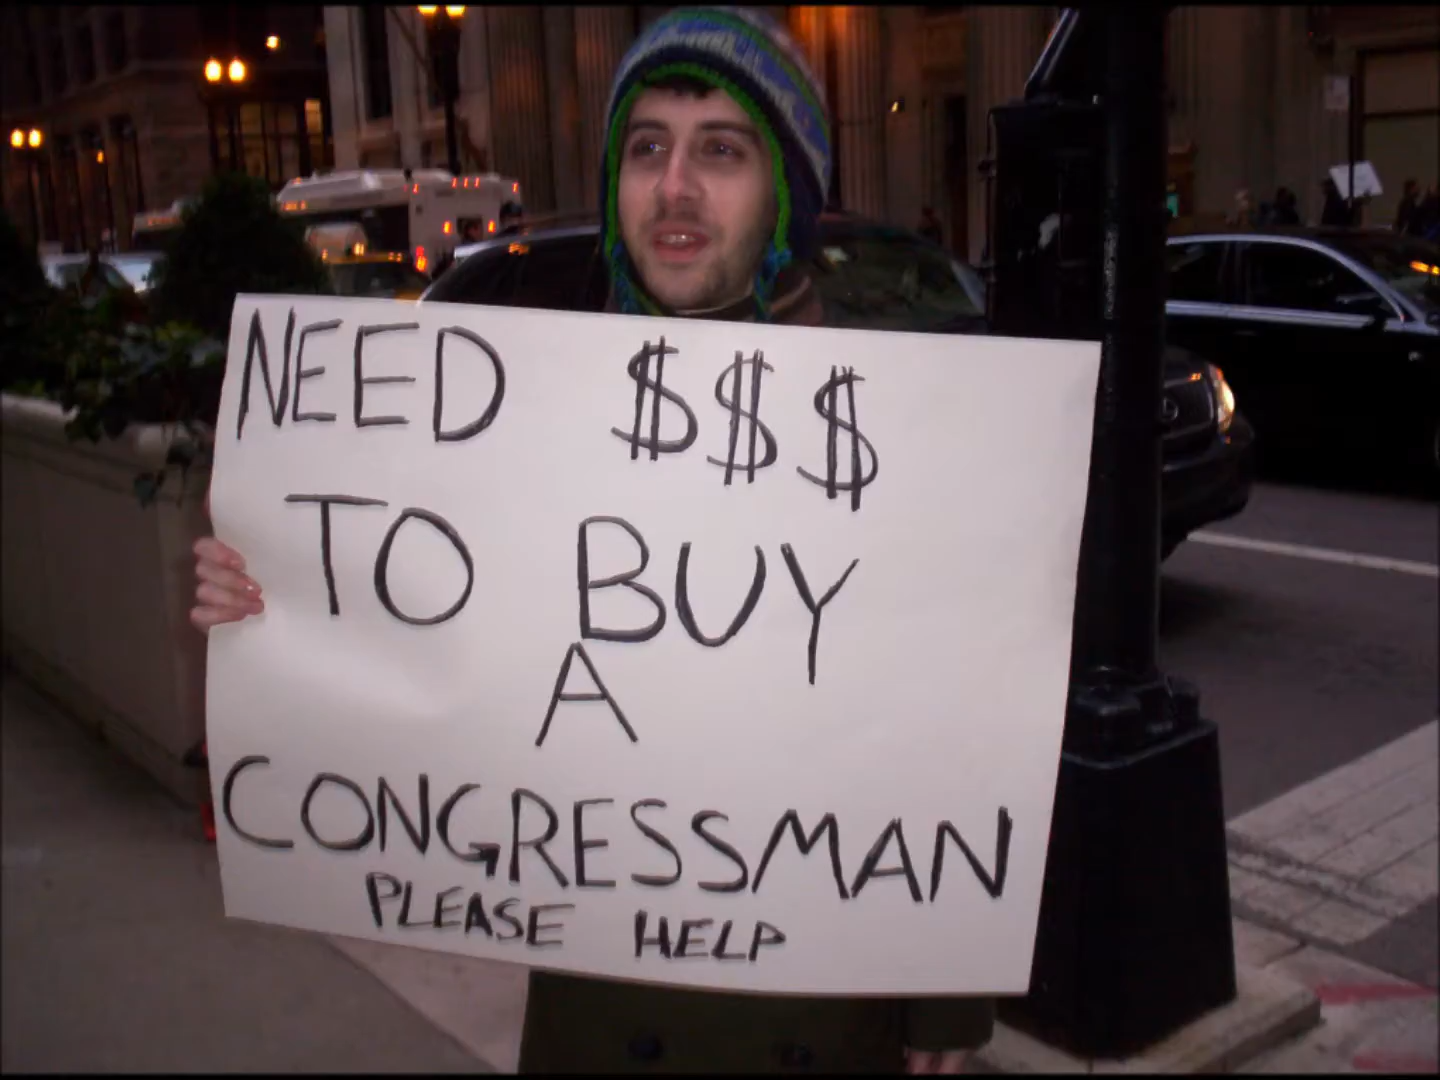 NEED $$$
TO BUY
A
CONGRESSMAN
PLEASE HELP